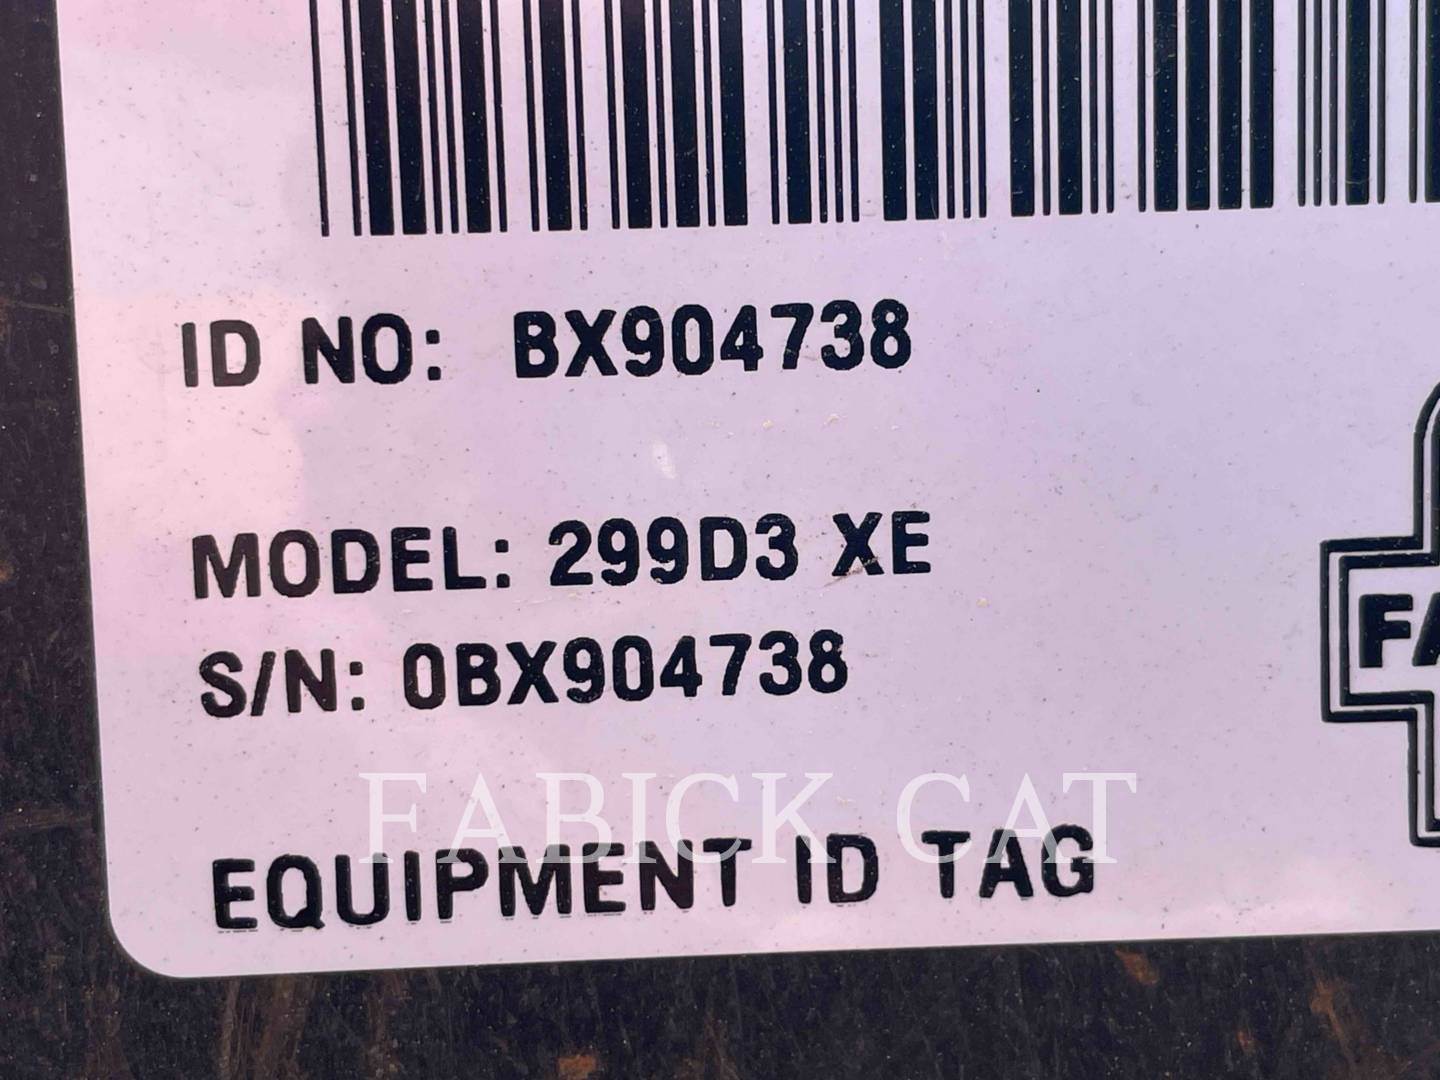 ID NO: BX904738
MODEL: 299D3 XE
S/N: 0BX904738
FABICK CAT
EQUIPMENT ID TAG